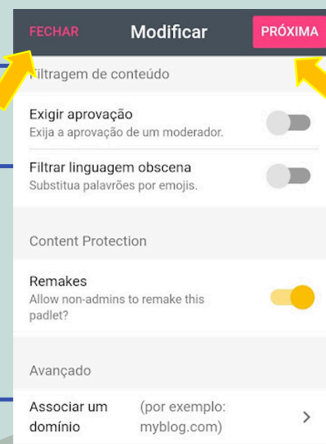 FECHAR Modificar PRÓXIMA
Filtragem de conteúdo
Exigir aprovação
Exija a aprovação de um moderador.
Filtrar linguagem obscena
Substitua palavrões por emojis.
Content Protection
Remakes
Allow non-admins to remake this
padlet?
Avançado
Associar um (por exemplo:
domínio myblog.com)